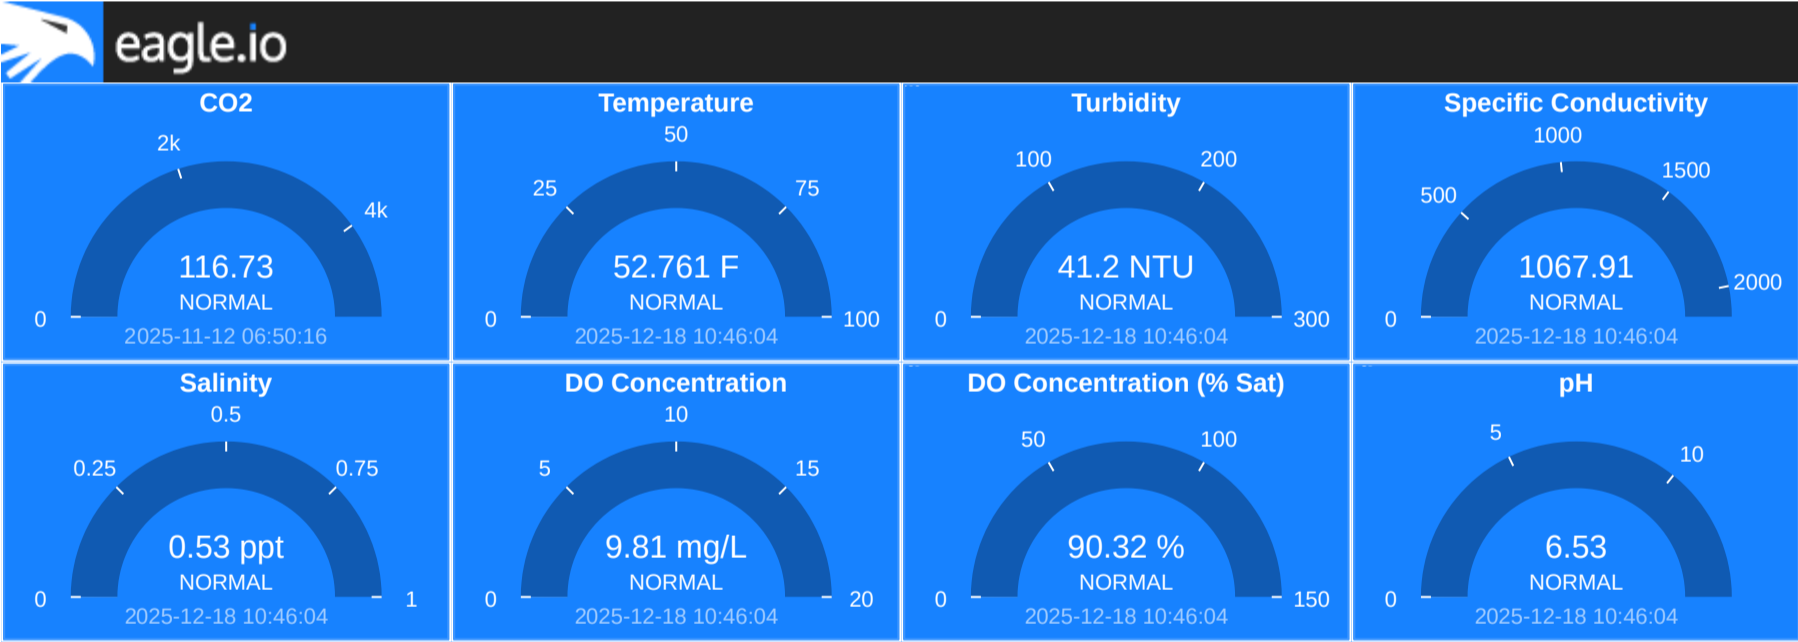 eagle.io
CO2
2k
4k
0
116.73
NORMAL
2025-11-12 06:50:16
Temperature
50
25
75
0
100
52.761 F
NORMAL
2025-12-18 10:46:04
Turbidity
100
200
0
300
41.2 NTU
NORMAL
2025-12-18 10:46:04
Specific Conductivity
1000
500
1500
2000
0
1067.91
NORMAL
2025-12-18 10:46:04
Salinity
0.5
0.25
0.75
0
1
0.53 ppt
NORMAL
2025-12-18 10:46:04
DO Concentration
10
5
15
0
20
9.81 mg/L
NORMAL
2025-12-18 10:46:04
DO Concentration (% Sat)
50
100
0
150
90.32 %
NORMAL
2025-12-18 10:46:04
pH
5
10
0
6.53
NORMAL
2025-12-18 10:46:04